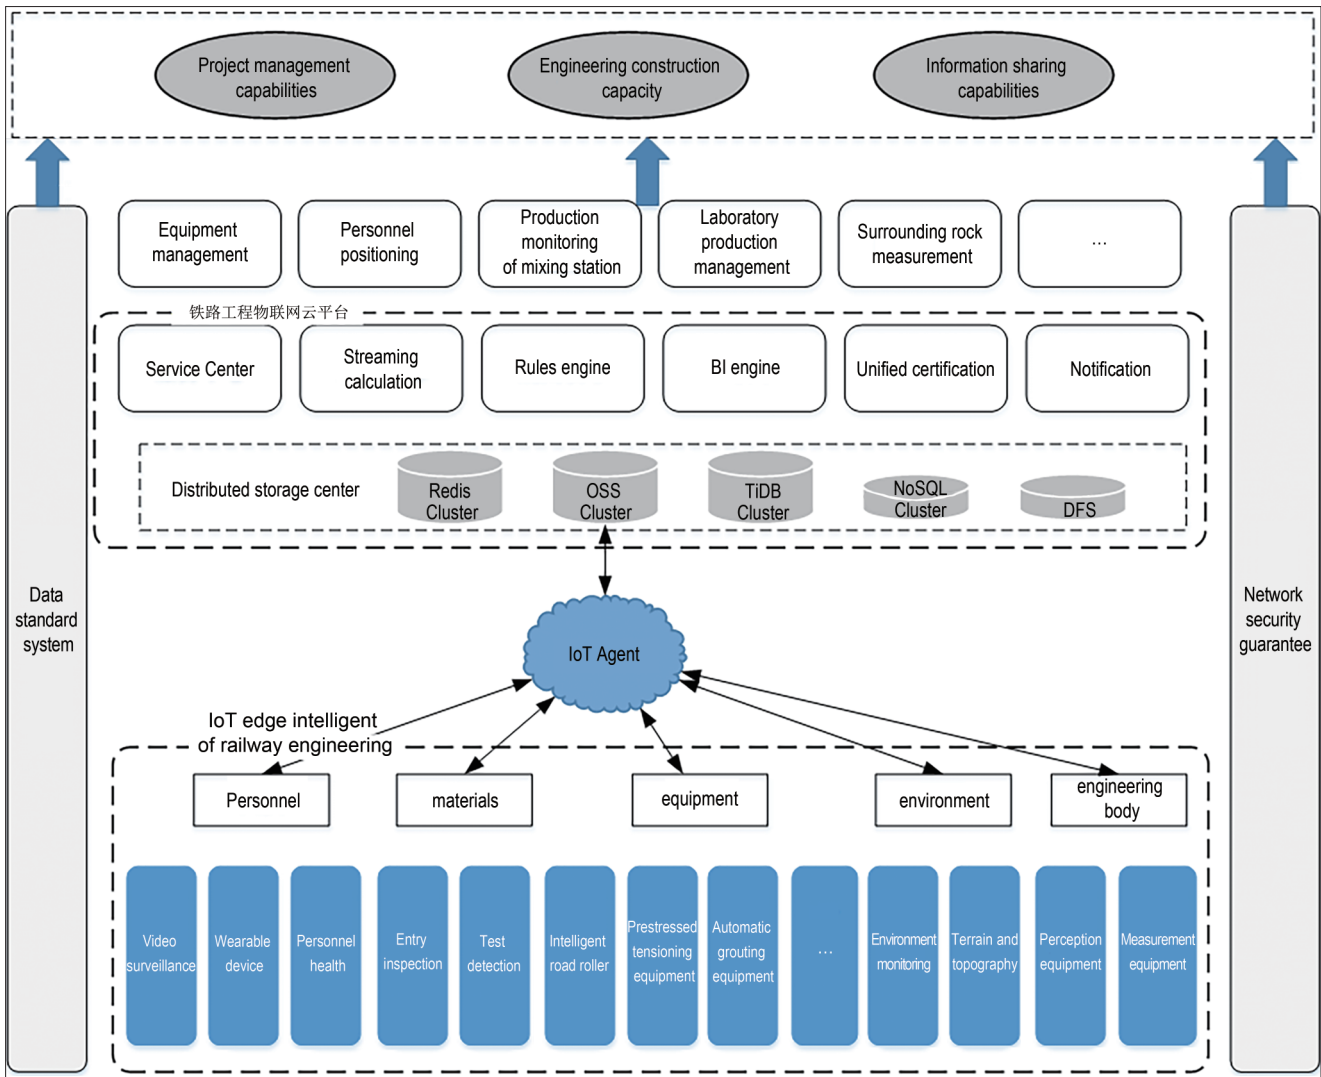 Project management
capabilities
Engineering construction
capacity
Information sharing
capabilities
Equipment
management
Personnel
positioning
Production
monitoring
of mixing station
Laboratory
production
management
Surrounding rock
measurement
...
铁路工程物联网云平台
Service Center
Streaming
calculation
Rules engine
BI engine
Unified certification
Notification
Distributed storage center
Redis
Cluster
OSS
Cluster
TiDB
Cluster
NoSQL
Cluster
DFS
Data
standard
system
Network
security
guarantee
IoT Agent
IoT edge intelligent
of railway engineering
Personnel
materials
equipment
environment
engineering
body
Video
surveillance
Wearable
device
Personnel
health
Entry
inspection
Test
detection
Intelligent
road roller
Prestressed
tensioning
equipment
Automatic
grouting
equipment
...
Environment
monitoring
Terrain and
topography
Perception
equipment
Measurement
equipment